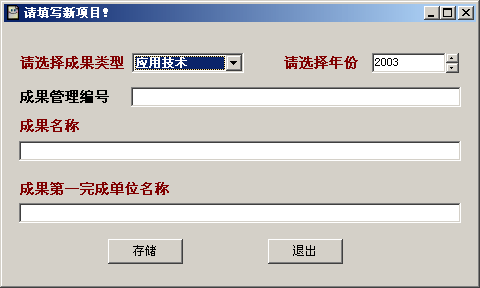 请填写新项目!
请选择成果类型 应用技术 请选择年份 2003
成果管理编号
成果名称
成果第一完成单位名称
存储 退出